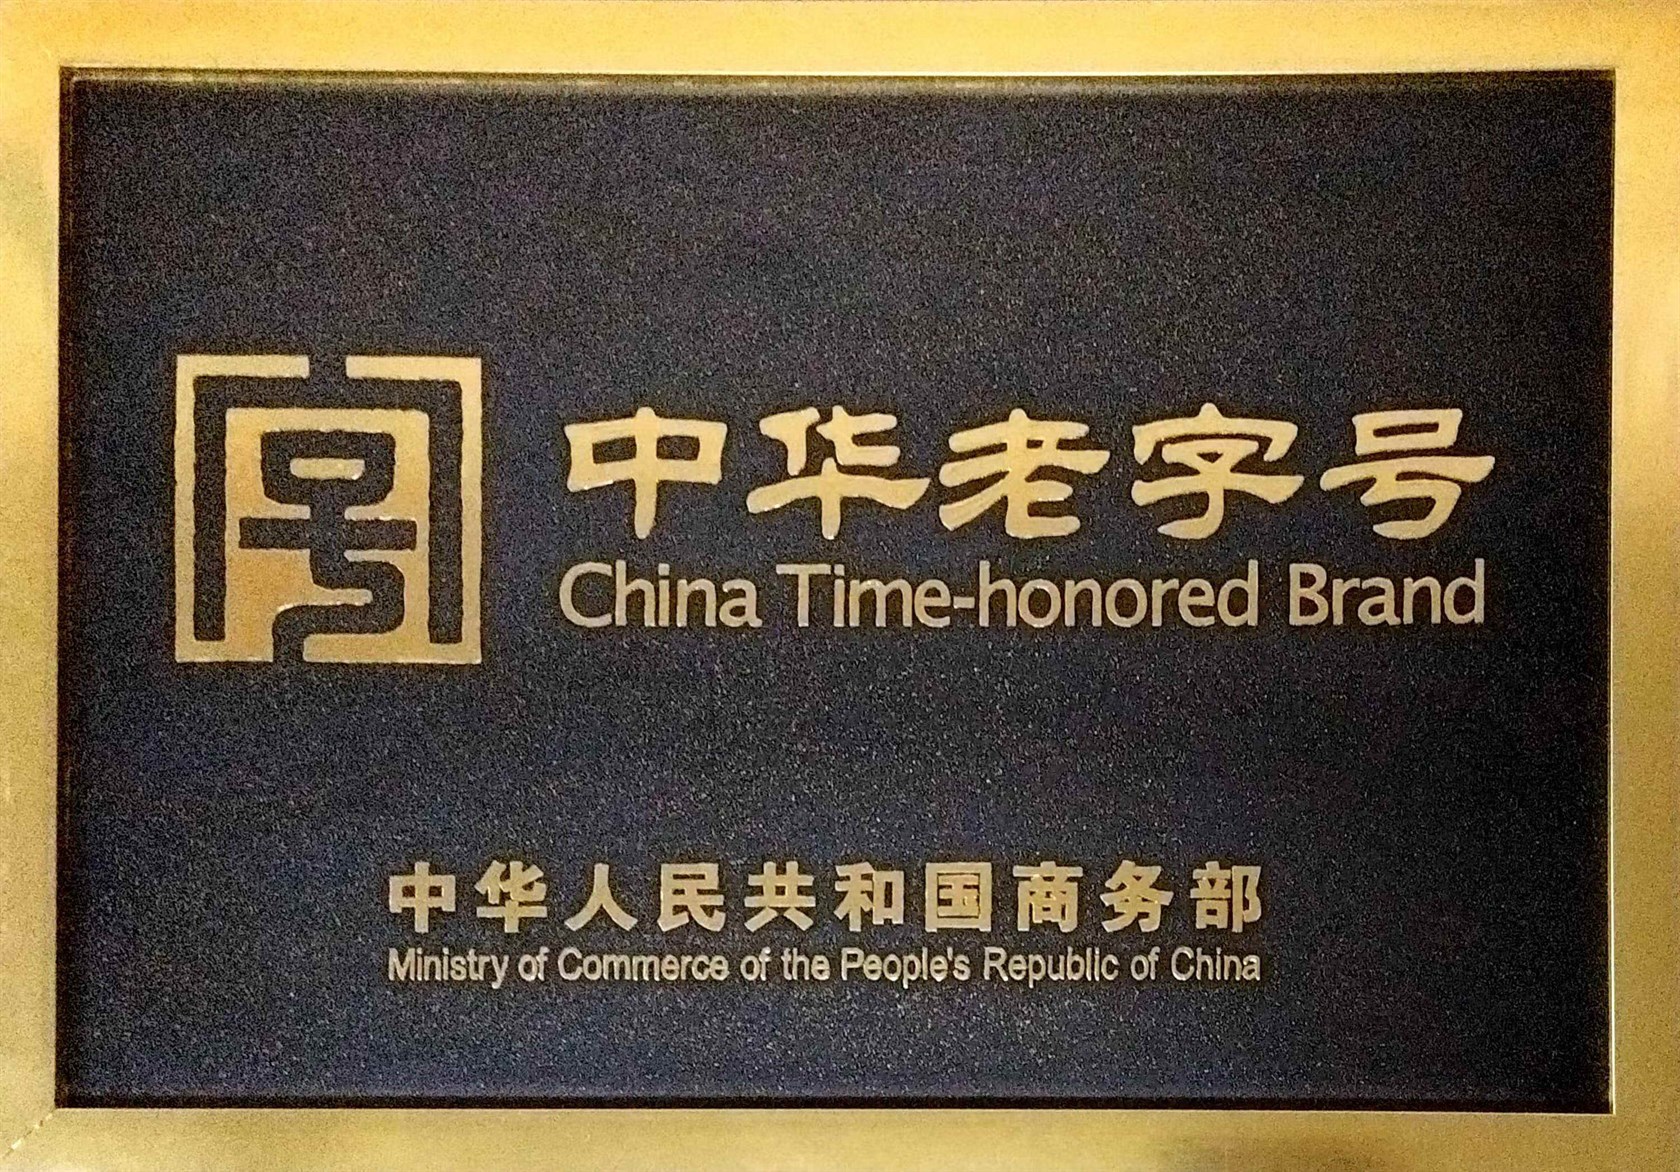 中华老字号
China Time-honored Brand
中华人民共和国商务部
Ministry of Commerce of the People's Republic of China